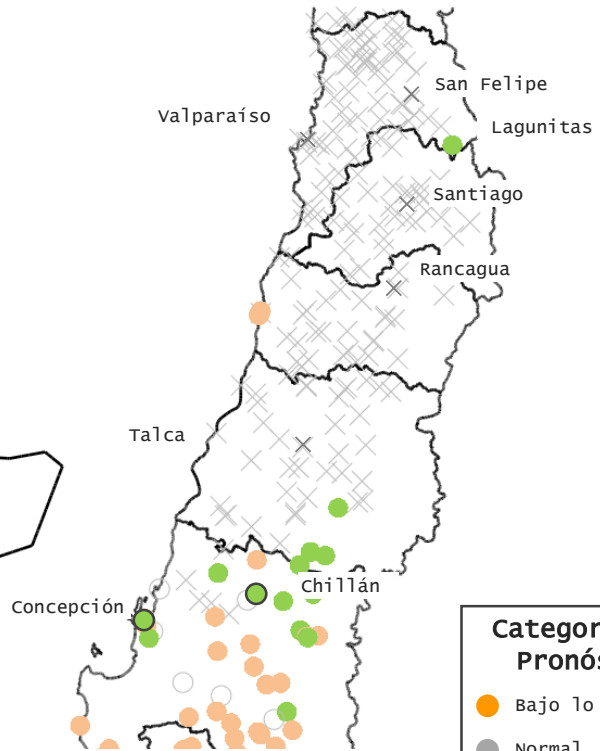 San Felipe
Valparaíso
Lagunitas
Santiago
Rancagua
Talca
Chillán
Concepción
Categor
Pronós
Bajo lo
Normal